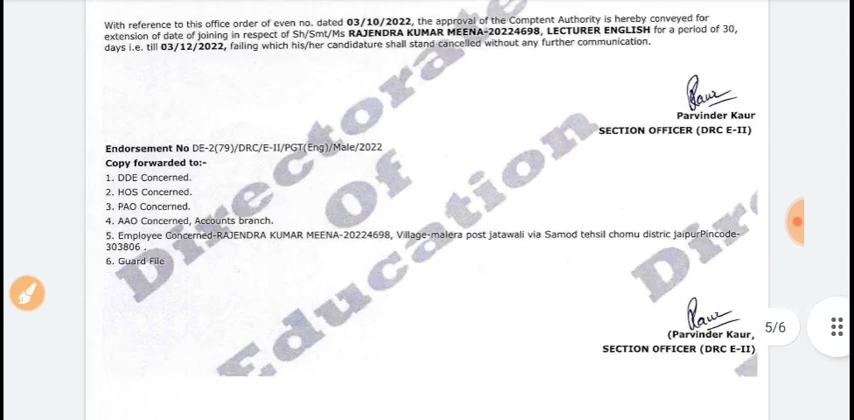 With reference to this office order of even no. dated 03/10/2022, the approval of the Comptent Authority is hereby conveyed for
extension of date of joining in respect of Sh/Smt/Ms RAJENDRA KUMAR MEENA-20224698, LECTURER ENGLISH for a period of 30,
days i.e. till 03/12/2022, failing which his/her candidature shall stand cancelled without any further communication.
Kaur
Parvinder Kaur
SECTION OFFICER (DRC E-II)
Endorsement No DE-2(79)/DRC/E-II/PGT(Eng)/Male/2022
Copy forwarded to:-
1. DDE Concerned.
2. HOS Concerned.
3. PAO Concerned.
4. AAO Concerned, Accounts branch.
5. Employee Concerned-RAJENDRA KUMAR MEENA-20224698, Village-malera post jatawali via Samod tehsil chomu distric jaipurPincode-
303806 .
6. Guard File
Kaur
(Parvinder Kaur,
SECTION OFFICER (DRC E-II)
Directorate
Of
Education
Dir
5/6